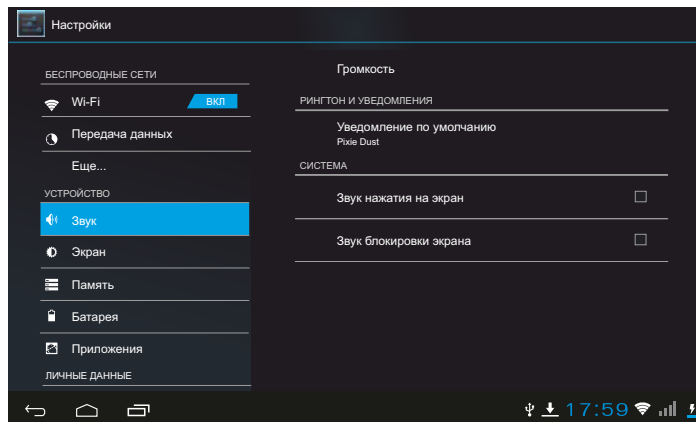 Настройки
БЕСПРОВОДНЫЕ СЕТИ
Wi-Fi ВКЛ
Передача данных
Еще...
УСТРОЙСТВО
Звук
Экран
Память
Батарея
Приложения
ЛИЧНЫЕ ДАННЫЕ
Громкость
РИНГТОН И УВЕДОМЛЕНИЯ
Уведомление по умолчанию
Pixie Dust
СИСТЕМА
Звук нажатия на экран
Звук блокировки экрана
17:59